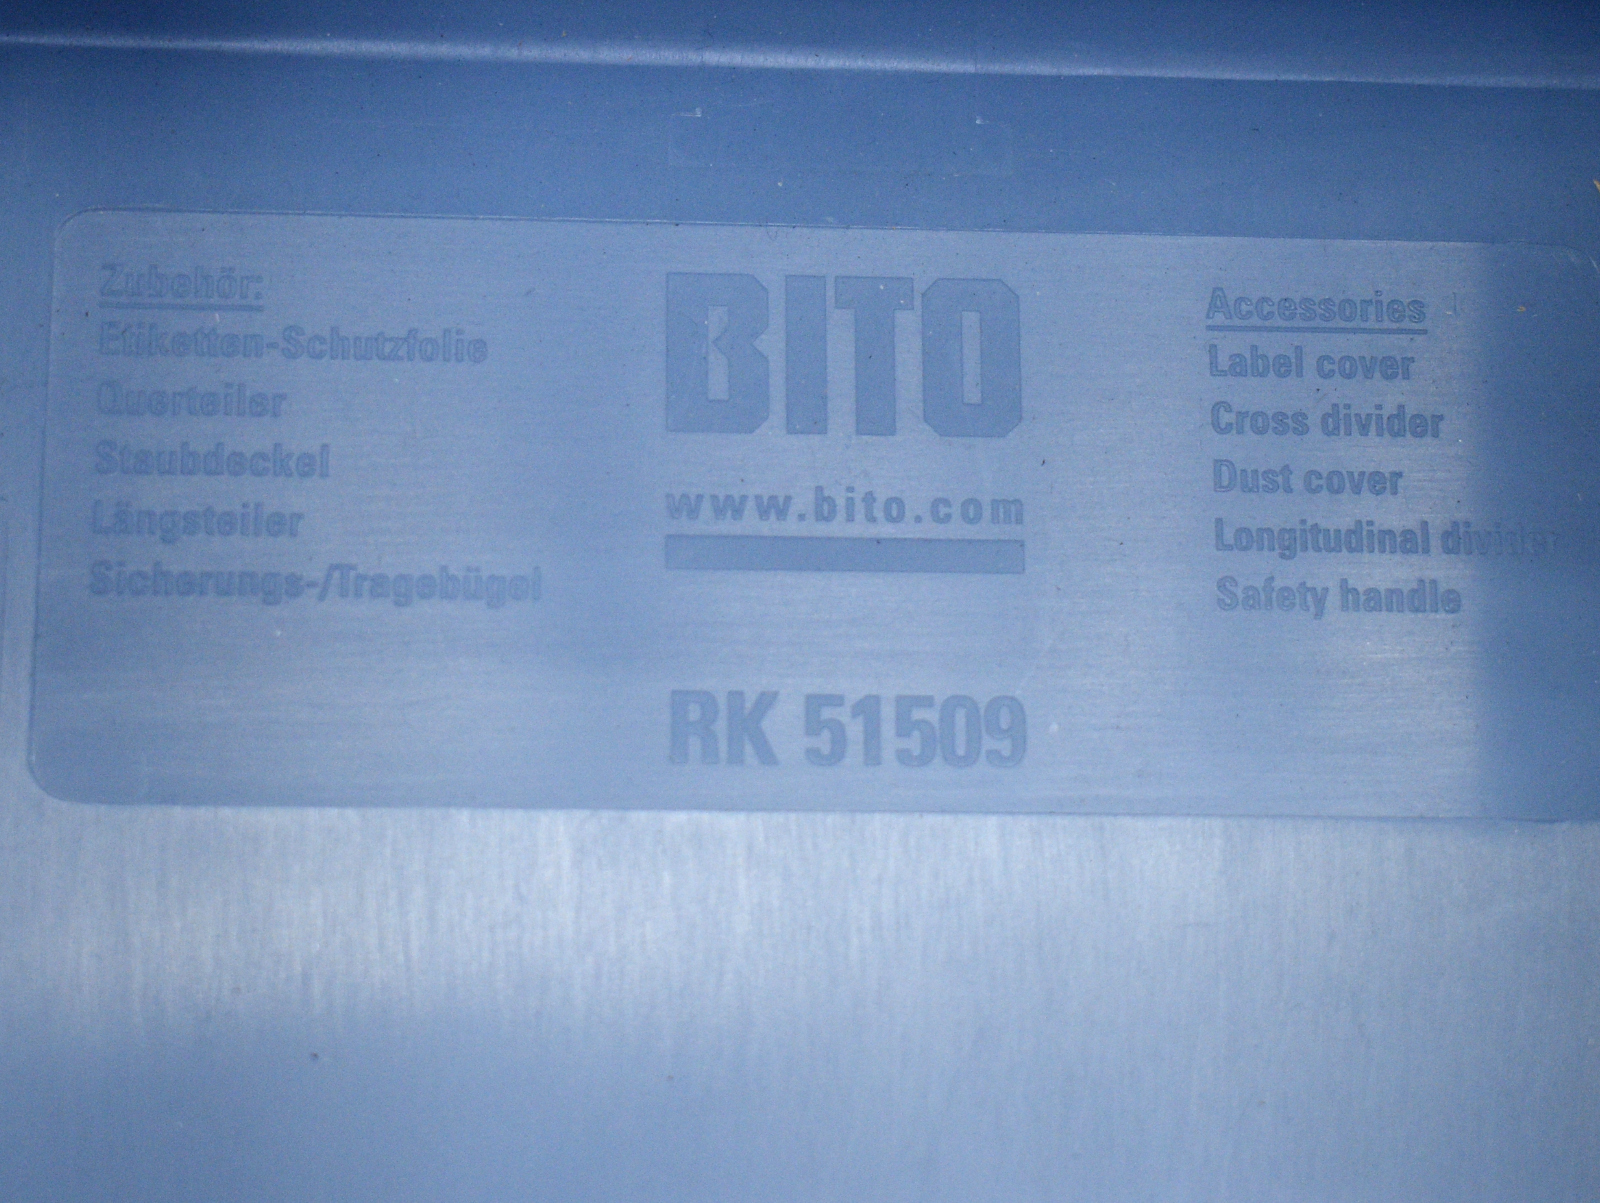 Zubehör:
Etiketten-Schutzfolie
Querteiler
Staubdeckel
Längsteiler
Sicherungs-/Tragebügel
BITO
www.bito.com
RK 51509
Accessories
Label cover
Cross divider
Dust cover
Longitudinal divider
Safety handle